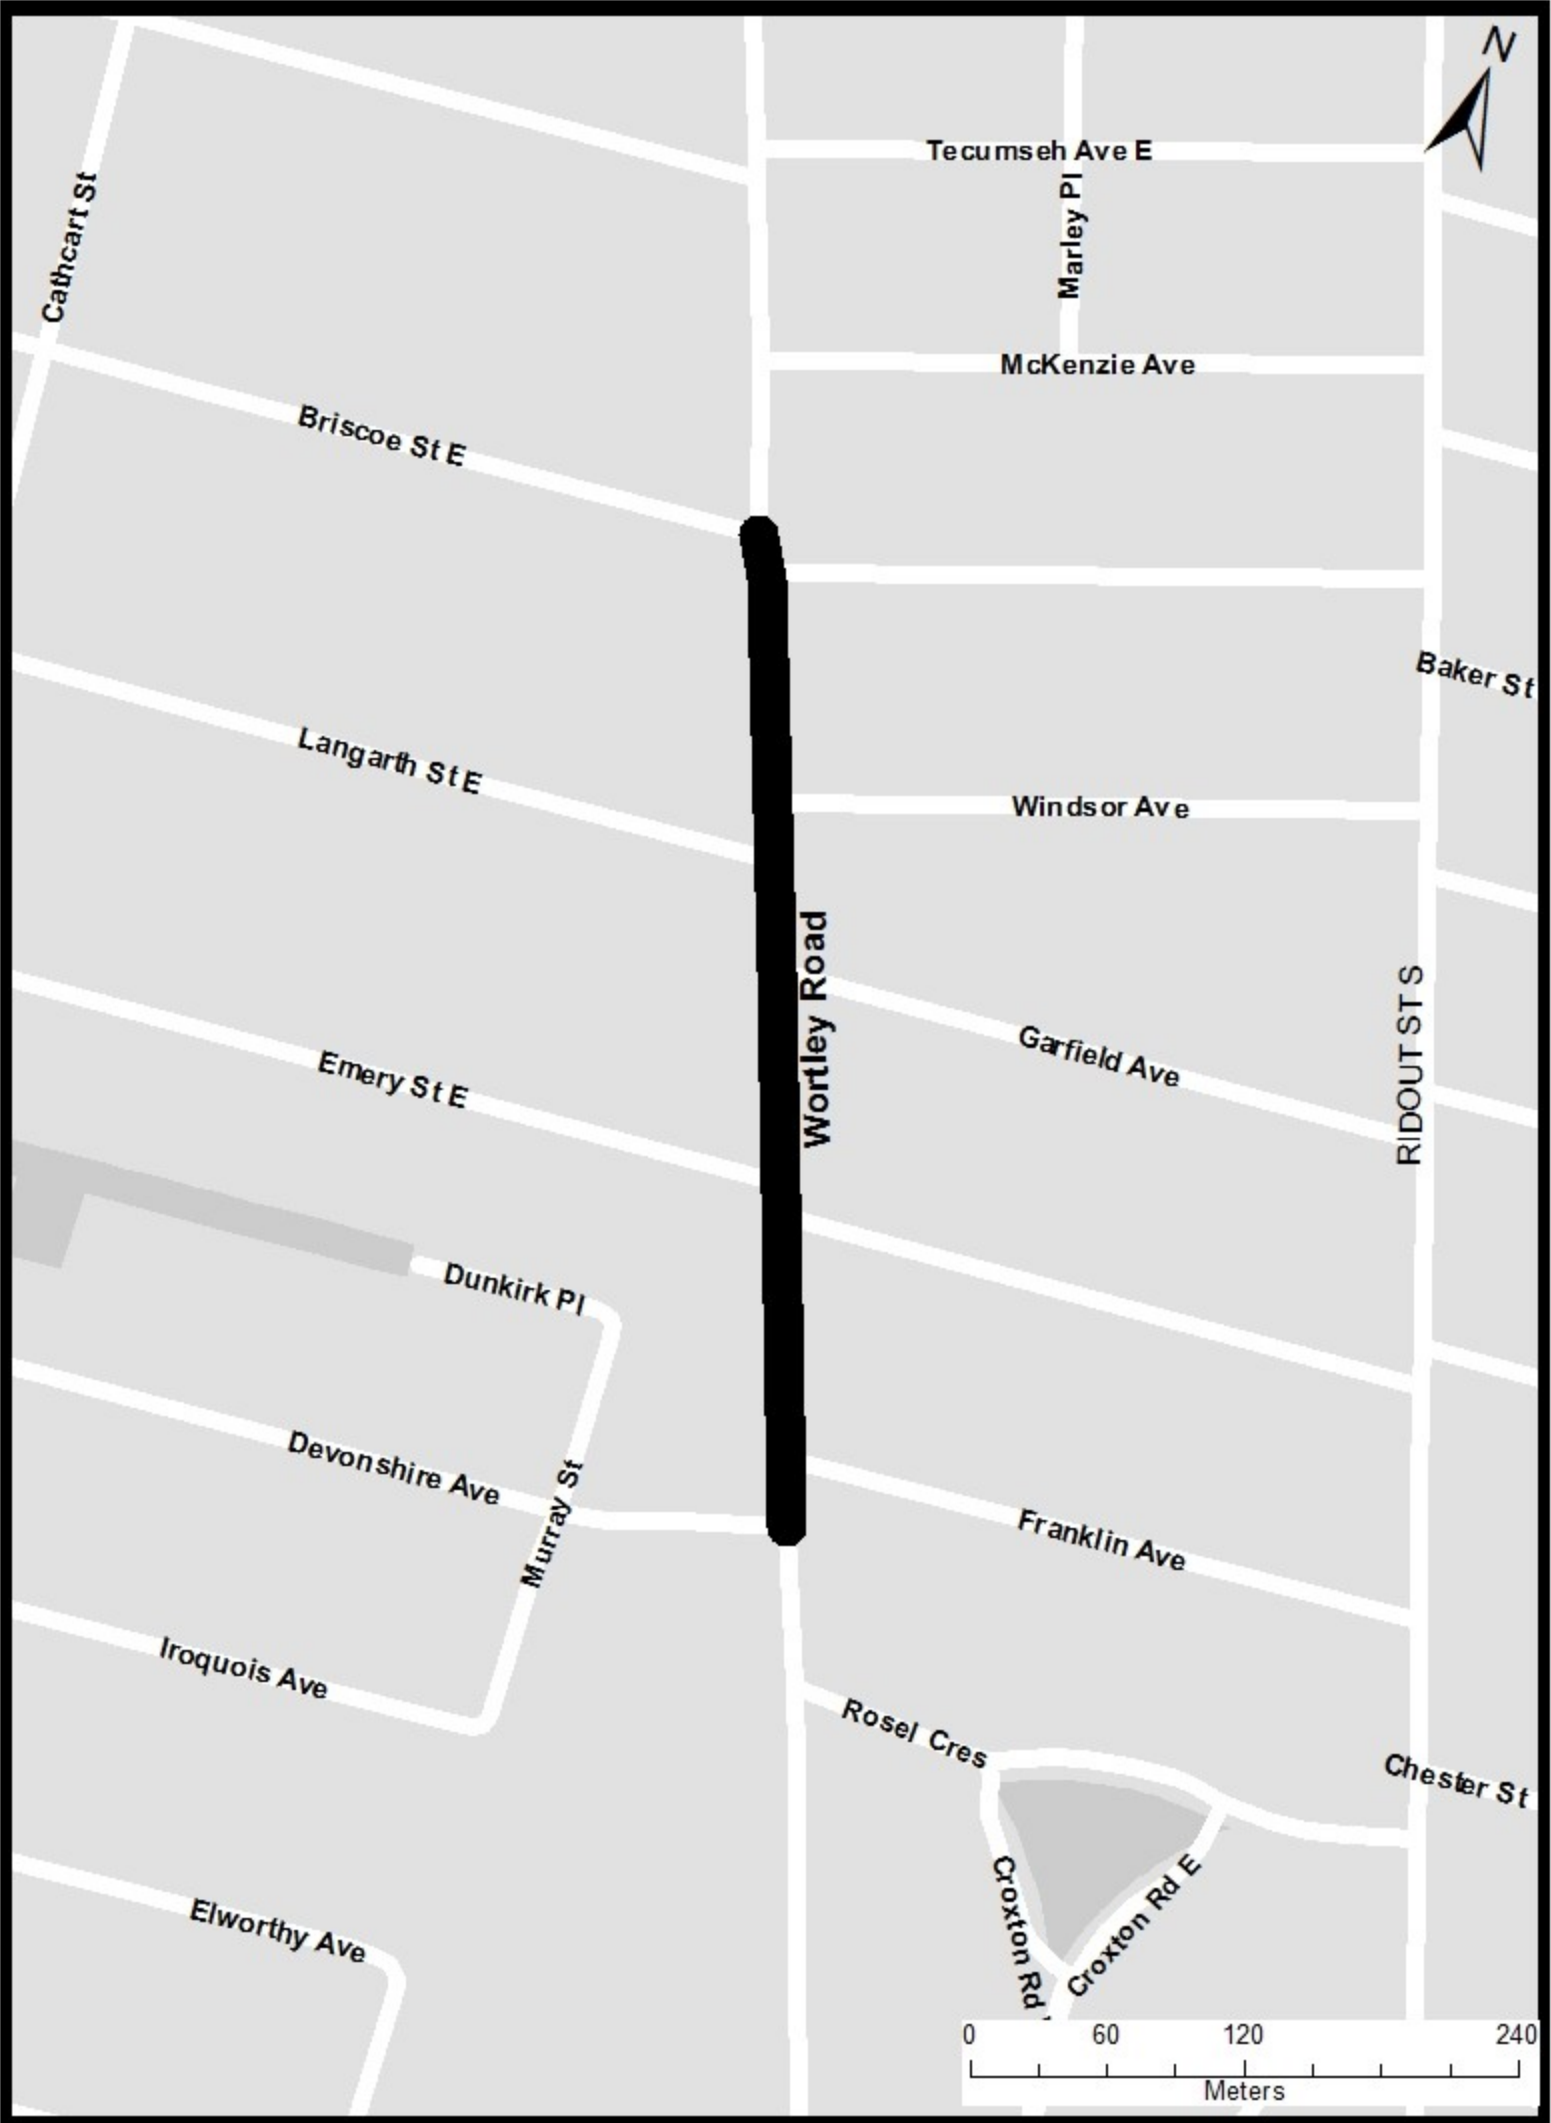 N
Tecumseh Ave E
Cathcart St
Marley Pl
McKenzie Ave
Briscoe St E
Baker St
Langarth St E
Windsor Ave
Wortley Road
RIDOUT ST S
Garfield Ave
Emery St E
Dunkirk Pl
Devonshire Ave
Murray St
Franklin Ave
Iroquois Ave
Rosel Cres
Chester St
Croxton Rd
Croxton Rd E
Elworthy Ave
0 60 120 240
Meters